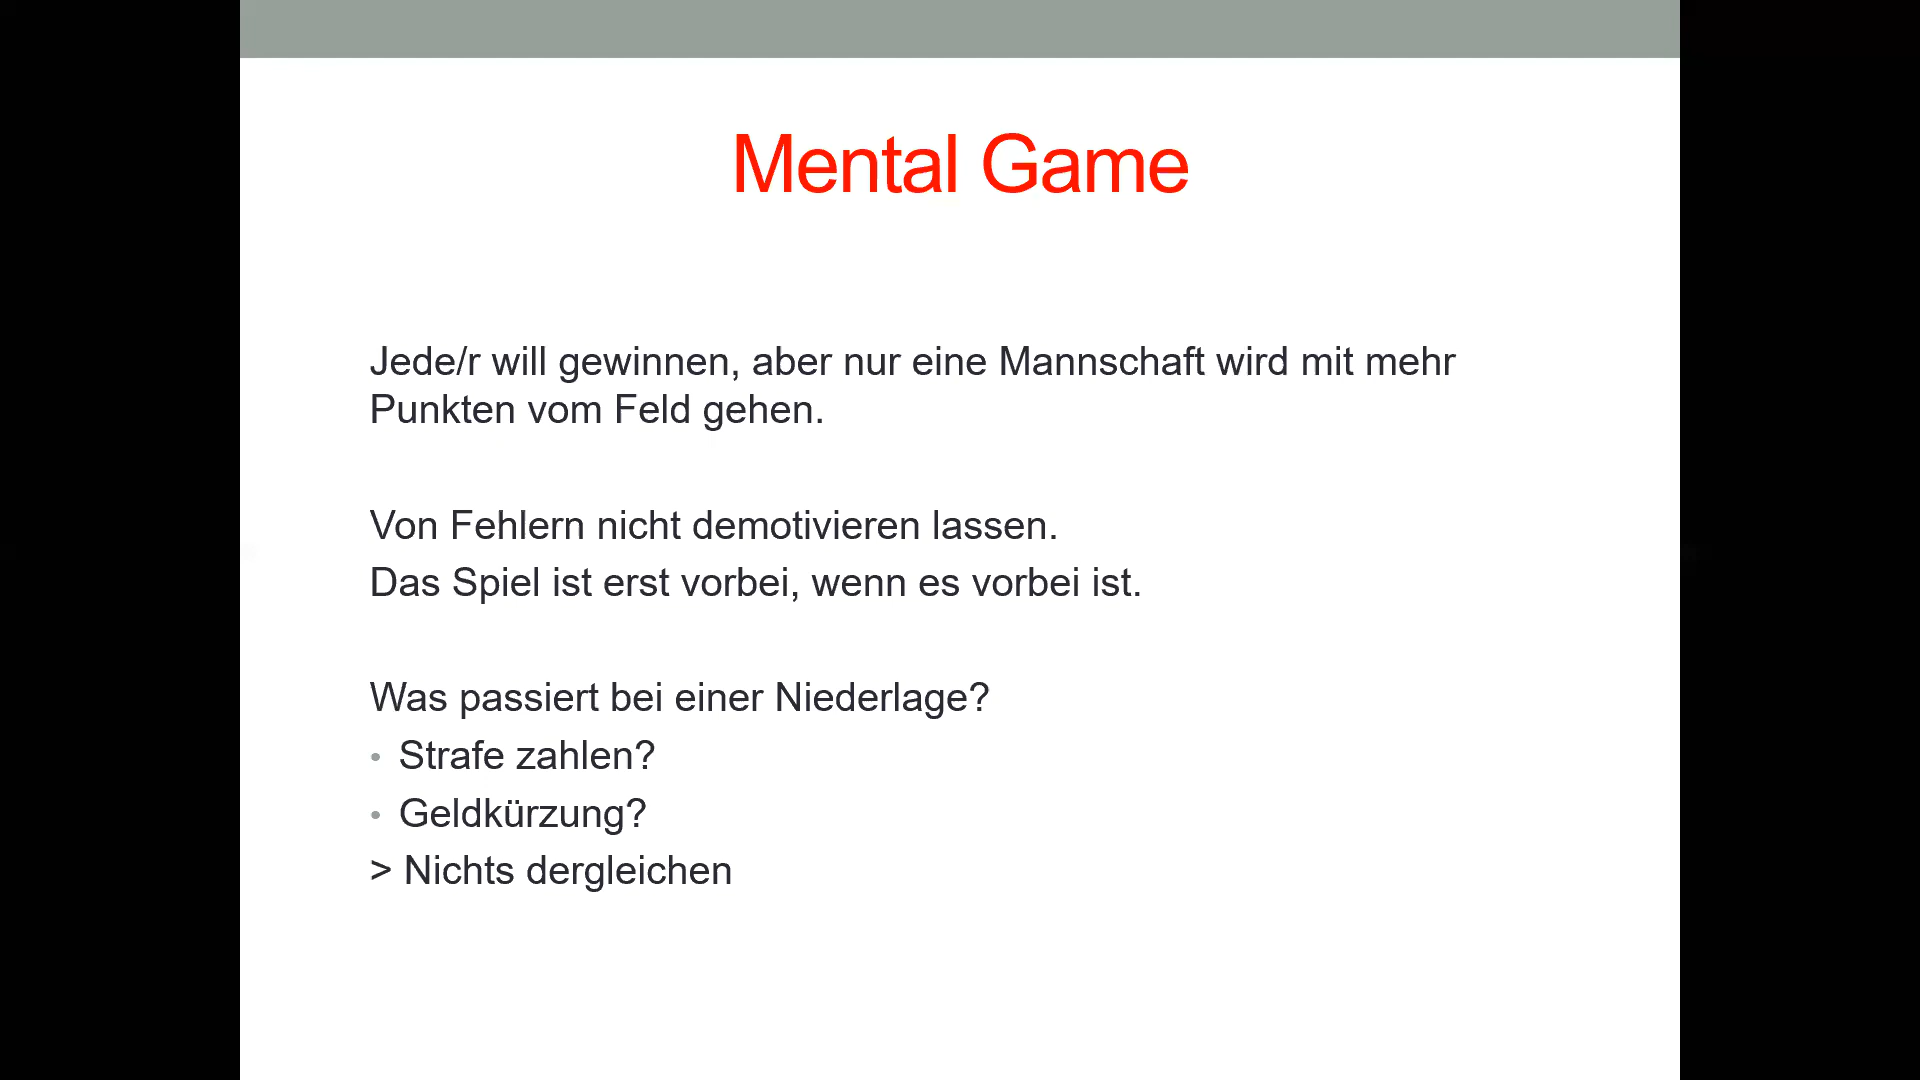 Mental Game
Jede/r will gewinnen, aber nur eine Mannschaft wird mit mehr
Punkten vom Feld gehen.
Von Fehlern nicht demotivieren lassen.
Das Spiel ist erst vorbei, wenn es vorbei ist.
Was passiert bei einer Niederlage?
• Strafe zahlen?
• Geldkürzung?
> Nichts dergleichen